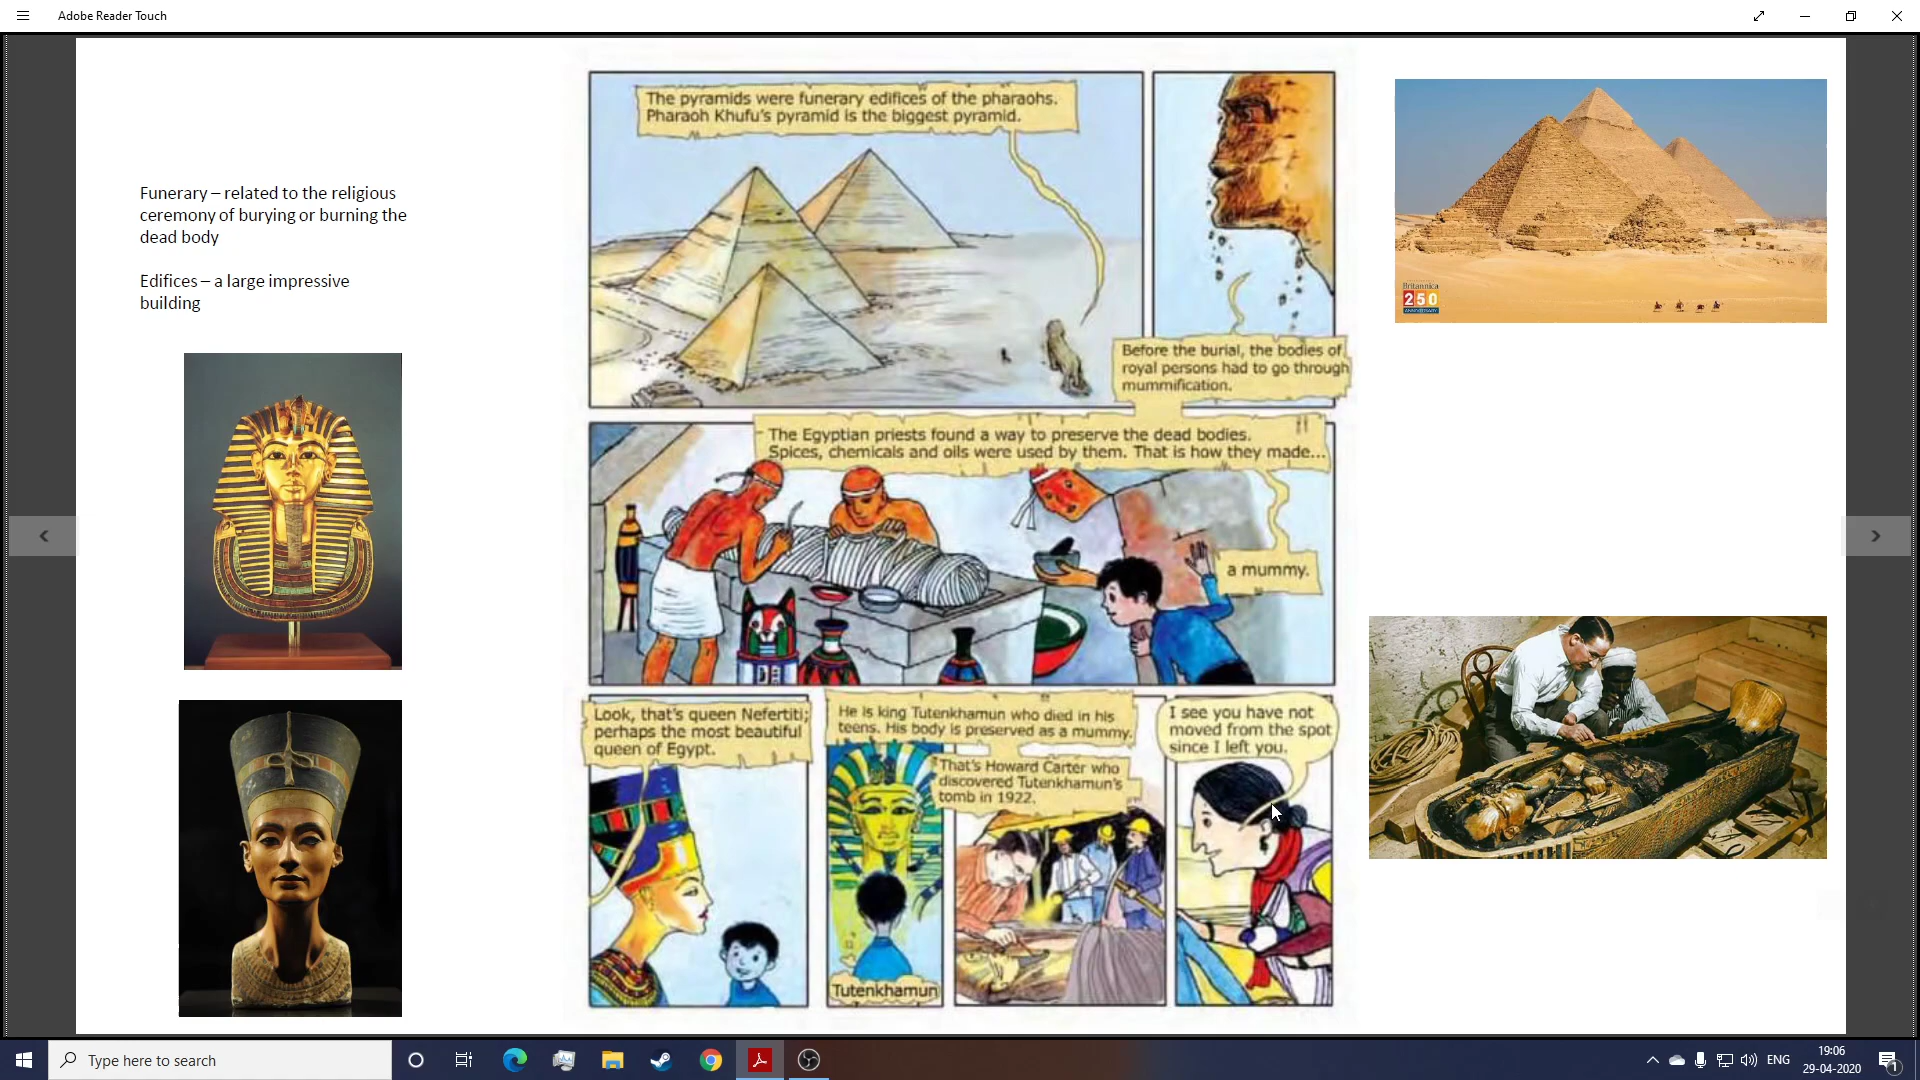 Adobe Reader Touch
Funerary – related to the religious
ceremony of burying or burning the
dead body
Edifices – a large impressive
building
The pyramids were funerary edifices of the pharaohs.
Pharaoh Khufu's pyramid is the biggest pyramid.
Before the burial, the bodies of
royal persons had to go through
mummification.
The Egyptian priests found a way to preserve the dead bodies.
Spices, chemicals and oils were used by them. That is how they made...
a mummy.
Look, that's queen Nefertiti;
perhaps the most beautiful
queen of Egypt.
He is king Tutenkhamun who died in his
teens. His body is preserved as a mummy.
Tutenkhamun
That's Howard Carter who
discovered Tutenkhamun's
tomb in 1922.
I see you have not
moved from the spot
since I left you.
Britannica
250
ANNIVERSARY
Type here to search
ENG
19:06
29-04-2020
1